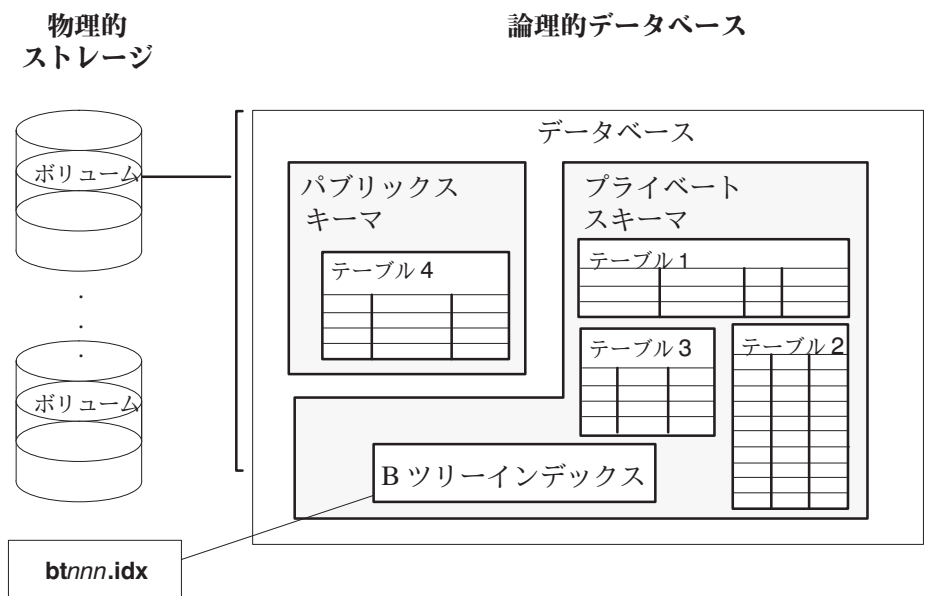 物理的
ストレージ
論理的データベース
データベース
ボリューム
パブリックス
キーマ
プライベート
スキーマ
テーブル 4
テーブル 1
テーブル 3
テーブル 2
ボリューム
B ツリーインデックス
btnnn.idx